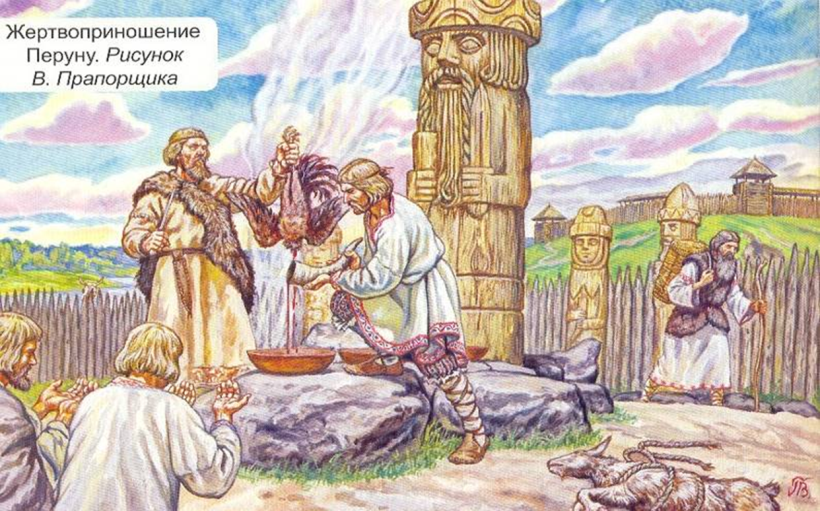 Жертвоприношение
Перуну. Рисунок
В. Прапорщика